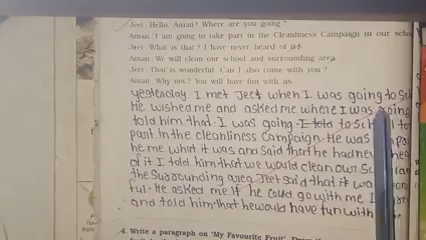 Jeet : Hello, Aman! Where are you going?
Aman : I am going to take part in the Cleanliness Campaign in our scho
Jeet : What is that? I have never heard of it.
Aman : We will clean our school and surrounding area.
Jeet : That is wonderful. Can I also come with you?
Aman : Why not? You will have fun with us.
yesterday I met Jeet when I was going to
He wished me and asked me where I was going
told him that I was going to
part in the cleanliness Campaign. He was
he me what it was and Said that he had
of it I told him that we would clean our
the Surrounding area. Jeet Said that it
ful. He asked me if he could go with me I
and told him that he would have fun with
4. Write a paragraph on 'My Favourite Fruit'.